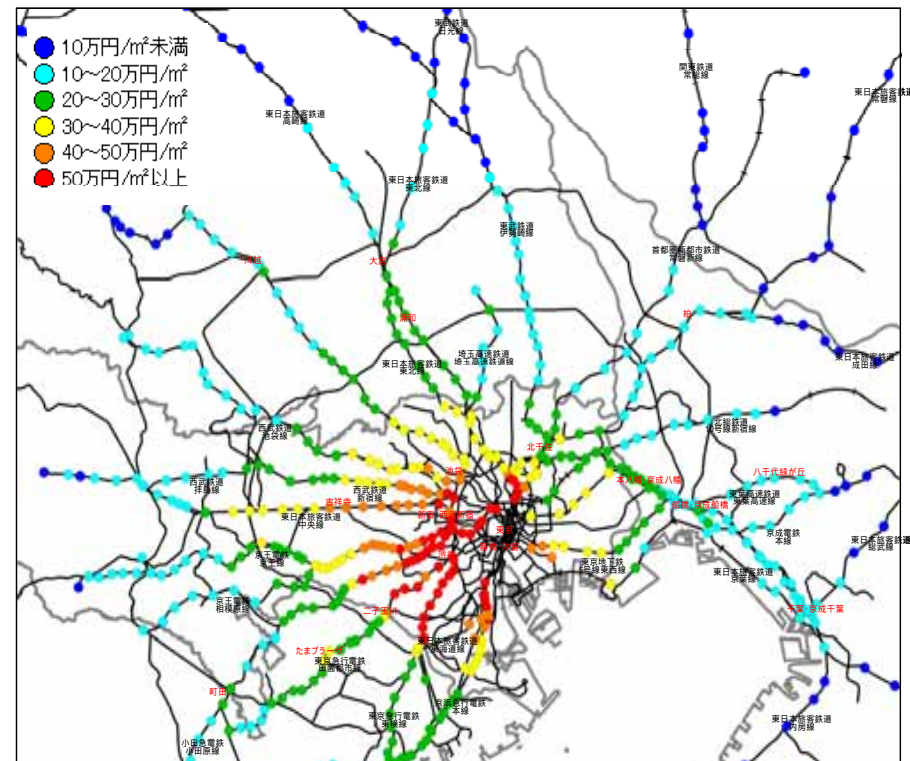 10万円/㎡未満
10～20万円/㎡
20～30万円/㎡
30～40万円/㎡
40～50万円/㎡
50万円/㎡以上
東武鉄道
日光線
関東鉄道
常総線
東日本旅客鉄道
常磐線
東日本旅客鉄道
高崎線
東日本旅客鉄道
東北線
東武鉄道
伊勢崎線
首都圏新都市鉄道
常磐新線
川越
大宮
浦和
柏
東日本旅客鉄道
東北線
埼玉高速鉄道
埼玉高速鉄道線
東日本旅客鉄道
成田線
西武鉄道
池袋線
北千住
北総鉄道
西武鉄道
拝島線
西武鉄道
新宿線
池袋
八千代緑が丘
本八幡・京成八幡
東葉高速鉄道
東葉高速線
吉祥寺
東日本旅客鉄道
中央線
船橋・京成船橋
東京
京成電鉄
本線
東日本旅客鉄道
総武線
京王電鉄
京王線
東京地下鉄
5号線東西線
東日本旅客鉄道
京葉線
京王電鉄
相模原線
二子玉川
千葉・京成千葉
東日本旅客鉄道
東海道線
たまプラーザ
東京急行電鉄
田園都市線
町田
京浜急行電鉄
本線
東京急行電鉄
東横線
東日本旅客鉄道
内房線
小田急電鉄
小田原線